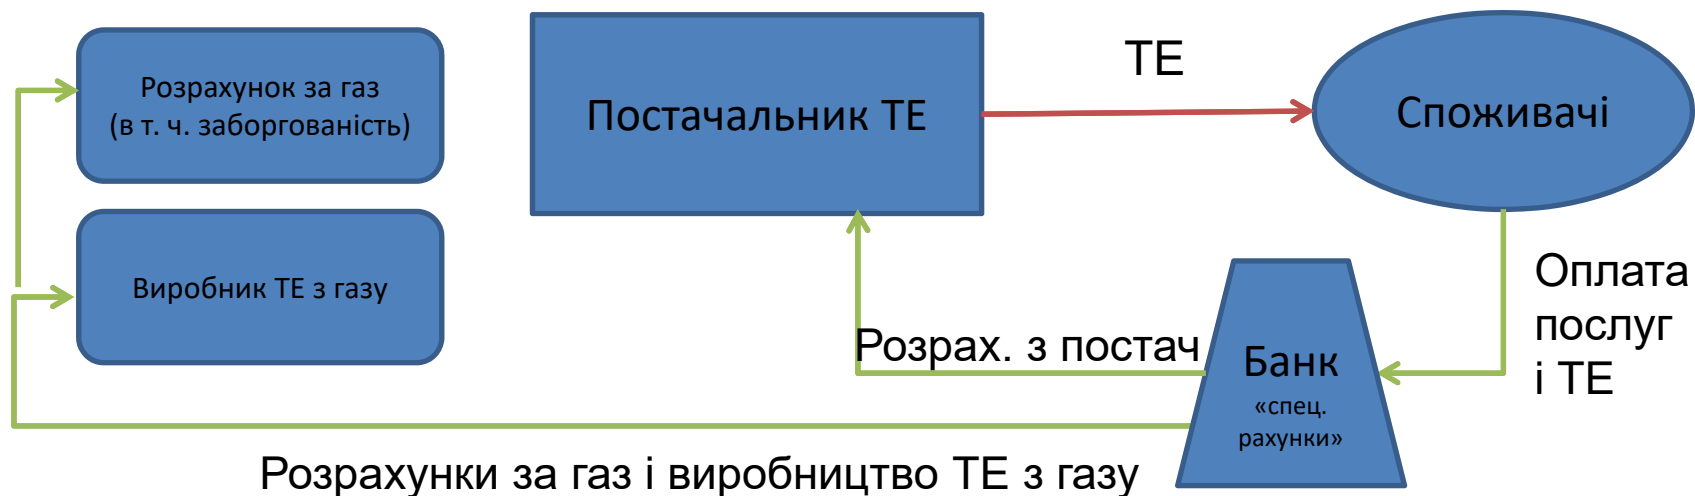 Розрахунок за газ
(в т. ч. заборгованість)
Постачальник ТЕ
ТЕ
Споживачі
Виробник ТЕ з газу
Оплата
послуг
і ТЕ
Розрах. з постач
Банк
«спец.
рахунки»
Розрахунки за газ і виробництво ТЕ з газу